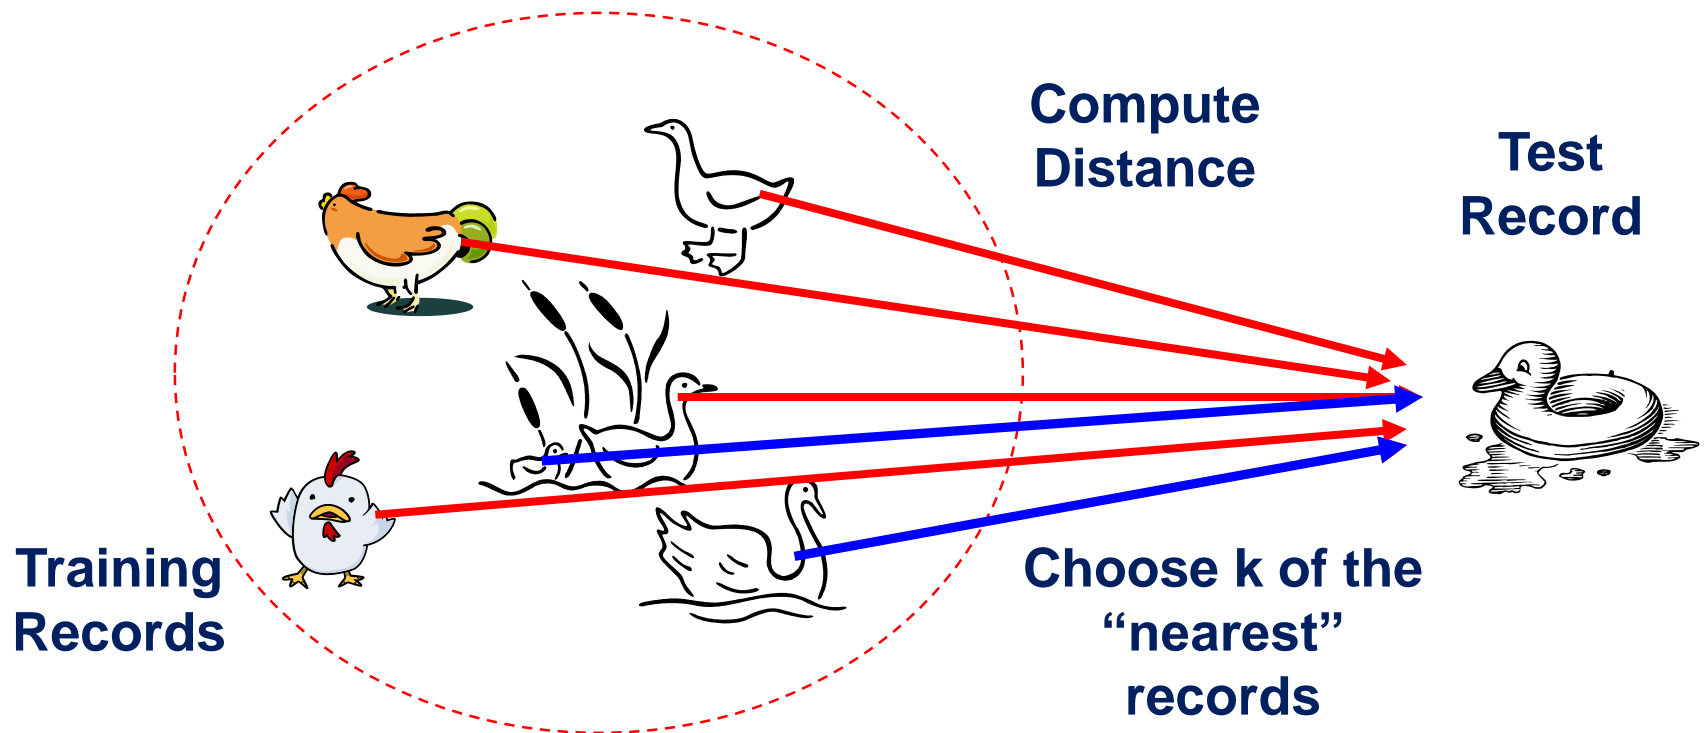 Compute
Distance
Test
Record
Training
Records
Choose k of the
“nearest”
records